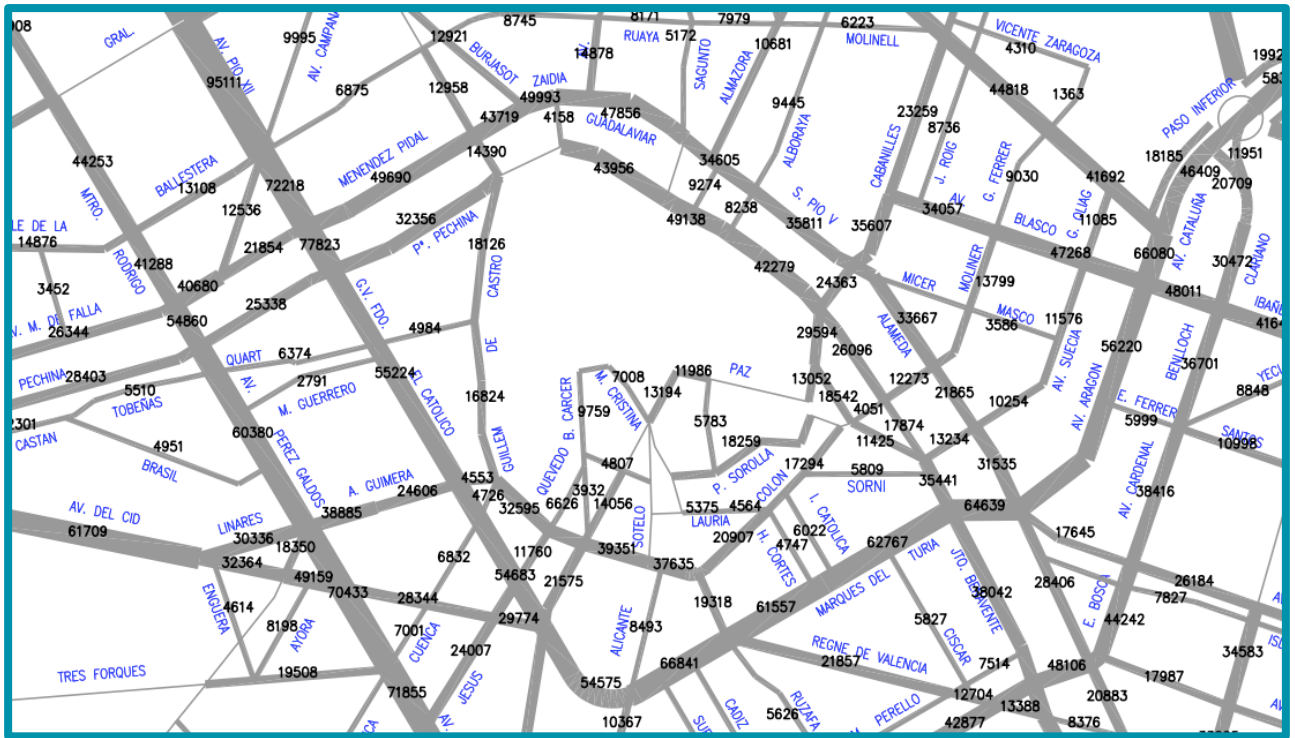 8745
8171
7979
6223
VICENTE ZARAGOZA
4310
008
GRAL.
9995
AV. CAMPANA
12921
BURJASOT
14878
RUAYA
5172
SAGUNTO
ALMAZORA
10681
MOLINELL
AV. PIO XII
95111
6875
12958
ZAIDIA
49993
4158
47856
GUADALAVIAR
9445
ALBORAYA
23259
8736
44818
1363
PASO INFERIOR
43719
14390
MENENDEZ PIDAL
49690
43956
34605
CABANILLES
J. ROIG
G. FERRER
9030
18185
46409
11951
20709
44253
MTRO.
BALLESTERA
13108
72218
9274
8238
49138
S. PIO V
35811
34057
AV.
BLASCO
G. OLIAG
11085
41692
12536
32356
Pº. PECHINA
LE DE LA
14876
RODRIGO
41288
21854
77823
18126
CASTRO
42279
35607
47268
66080
AV. CATALUÑA
30472
CLARIANO
3452
40680
25338
G.V. FDO.
24363
MICER
MOLINER
13799
48011
V. M. DE FALLA
26344
54860
4984
DE
29594
33667
MASCO
3586
11576
26096
ALAMEDA
AV. SUECIA
56220
BENLLOCH
36701
PECHINA
28403
QUART
6374
55224
7008
11986
PAZ
13052
12273
TOBEÑAS
5510
AV.
2791
M. GUERRERO
EL CATOLICO
16824
B. CARCER
9759
M. CRISTINA
13194
5783
18542
4051
21865
10254
AV. ARAGON
E. FERRER
5999
8848
2301
CASTAN
4951
BRASIL
60380
PEREZ GALDOS
GUILLEM
QUEVEDO
4807
18259
P. SOROLLA
17874
11425
13234
SANTOS
10998
A. GUIMERA
24606
4553
4726
3932
14056
17294
5809
SORNI
35441
31535
38416
AV. CARDENAL
AV. DEL CID
61709
LINARES
38885
32595
6626
SOTELO
5375
4564
LAURIA
COLON
I. CATOLICA
64639
30336
18350
32364
6832
11760
39351
20907
6022
H. CORTES
4747
62767
17645
49159
70433
28344
54683
21575
37635
TURIA
MARQUES DEL
JTO. BENAVENTE
38042
28406
26184
7827
ENGUERA
4614
8198
AYORA
7001
CUENCA
29774
19318
61557
5827
E. BOSCA
44242
24007
ALICANTE
8493
REGNE DE VALENCIA
21857
CISCAR
7514
48106
34583
TRES FORQUES
19508
71855
JESUS
AV.
54575
66841
12704
17987
20883
10367
CADIZ
RUZAFA
5626
PERELLO
42877
13388
8376